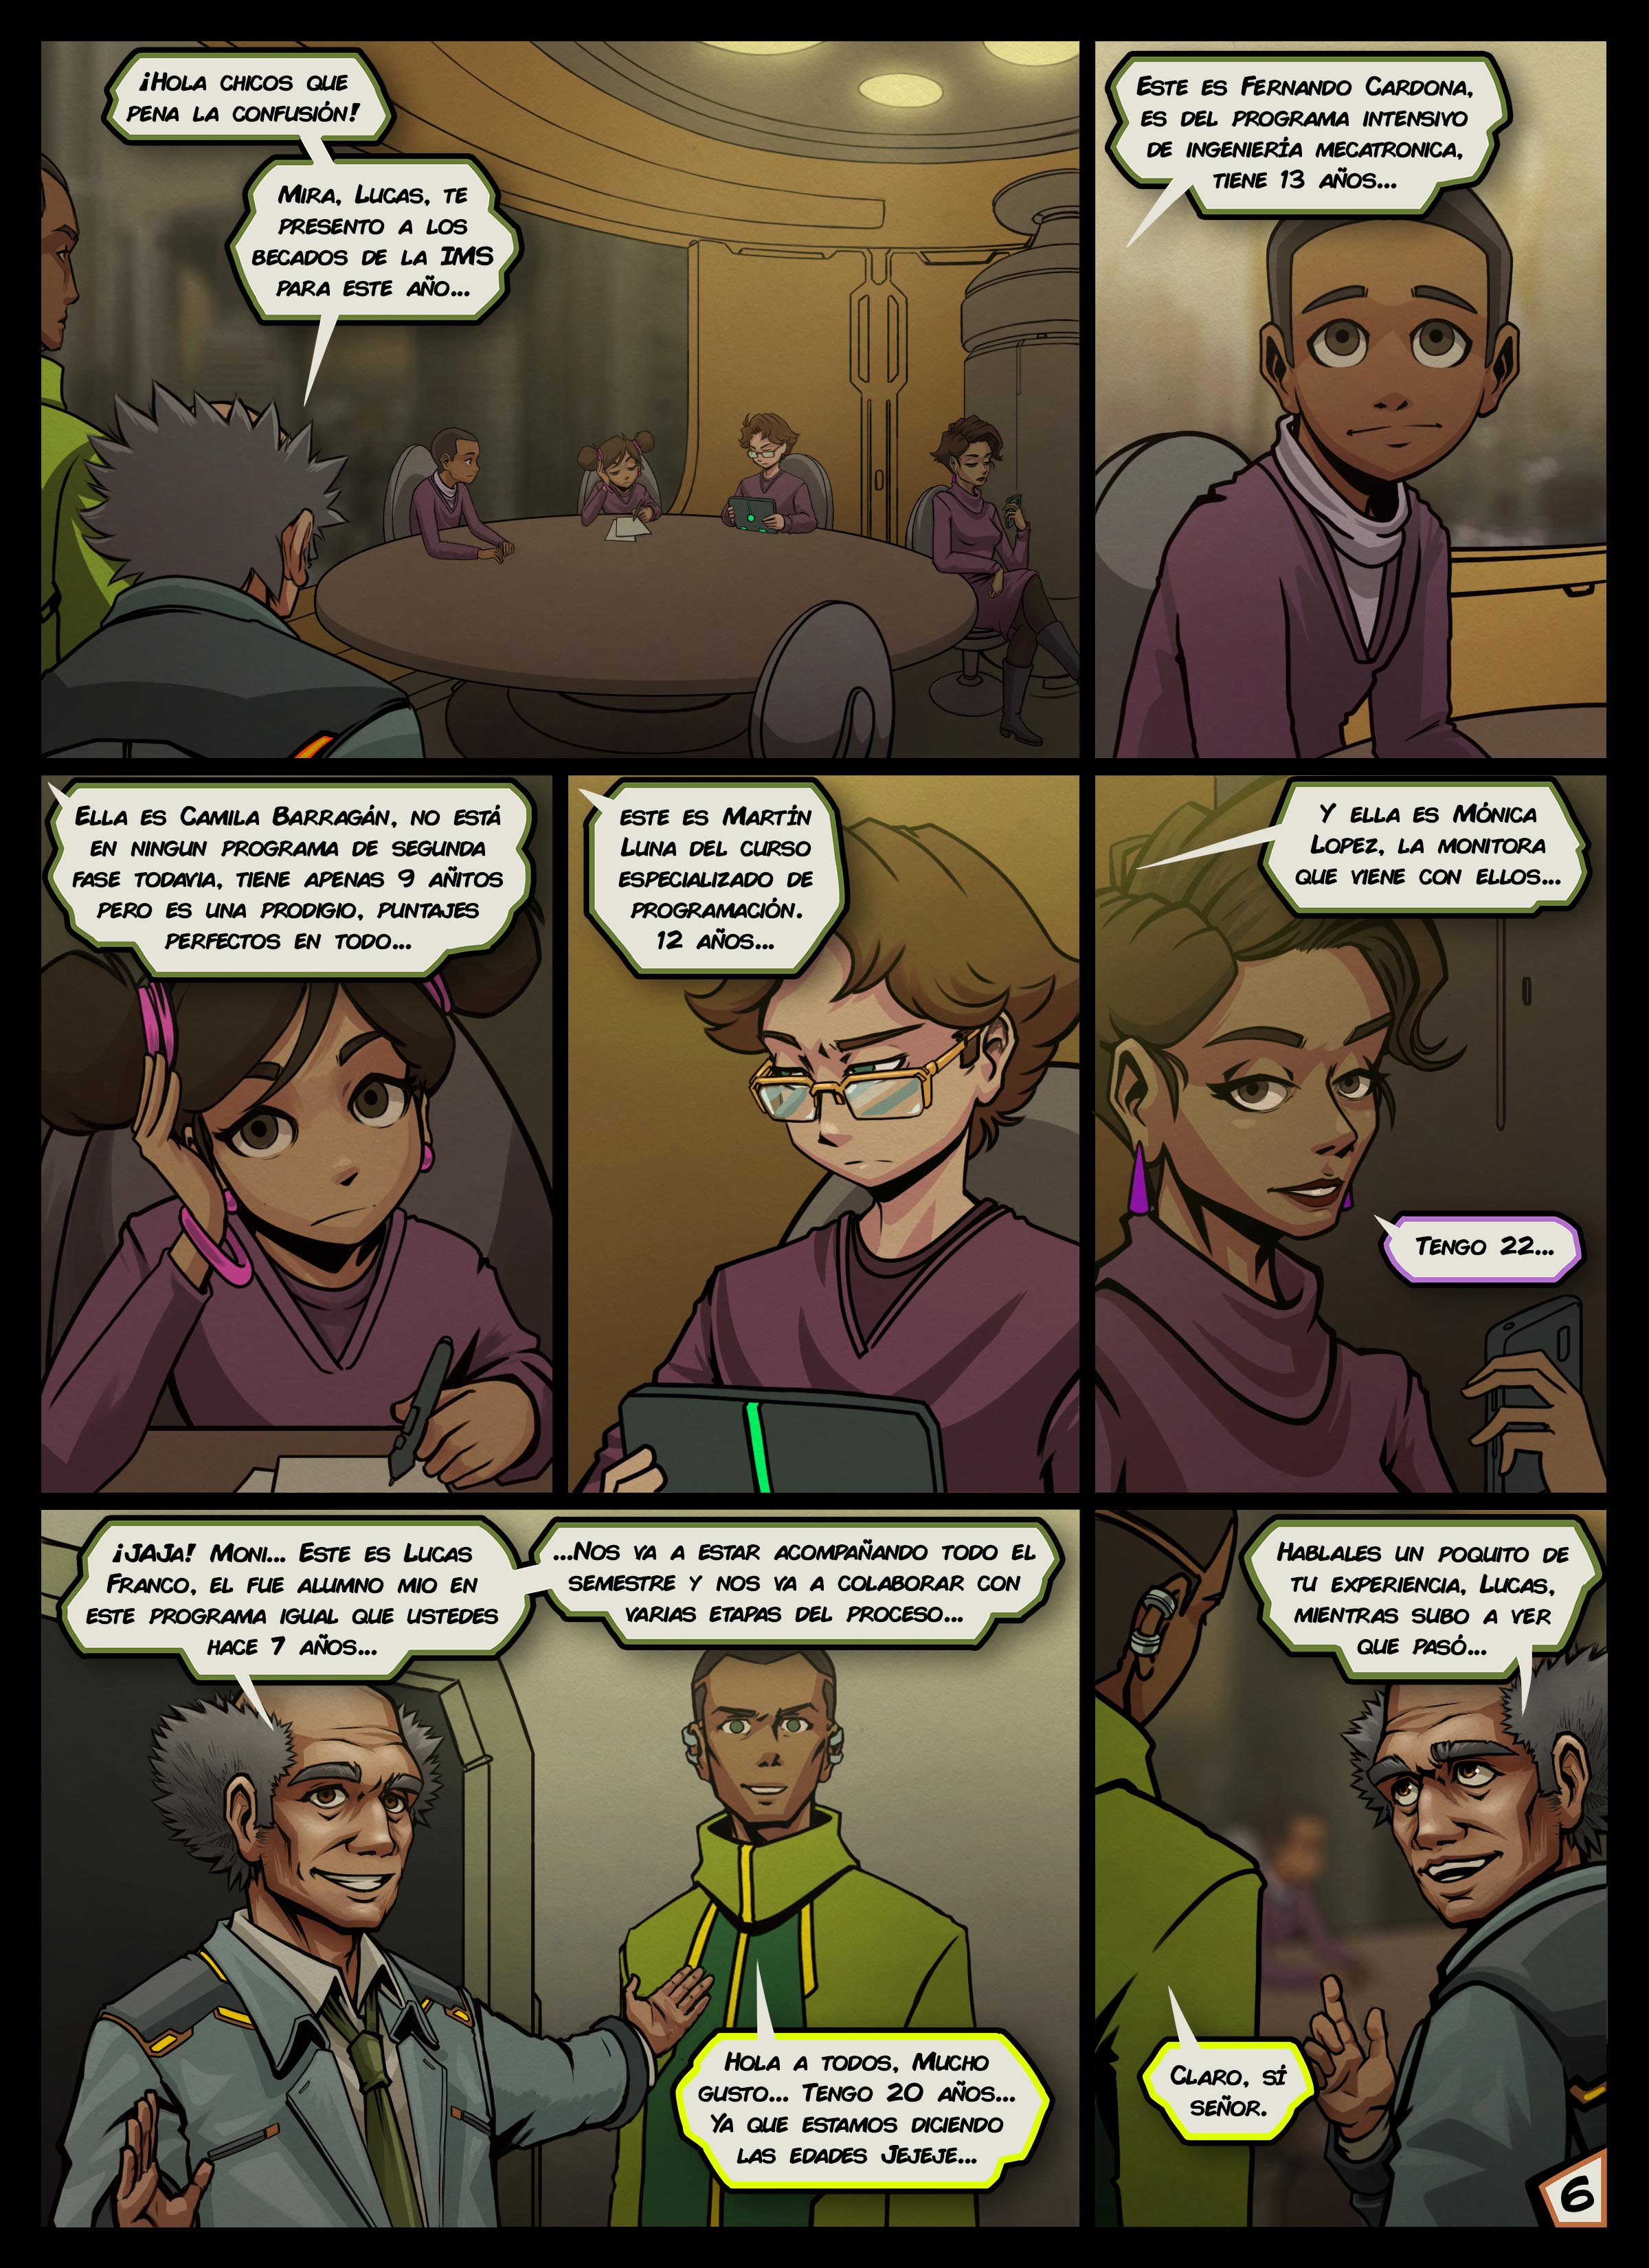 ¡Hola chicos que
pena la confusión!
Mira, Lucas, te
presento a los
becados de la IMS
para este año...
Este es Fernando Cardona,
es del programa intensivo
de ingeniería mecatronica,
tiene 13 años...
Ella es Camila Barragán, no está
en ningun programa de segunda
fase todavia, tiene apenas 9 añitos
pero es una prodigio, puntajes
perfectos en todo...
este es Martín
Luna del curso
especializado de
programación.
12 años...
Y ella es Mónica
Lopez, la monitora
que viene con ellos...
Tengo 22...
¡JAJa! Moni... Este es Lucas
Franco, el fue alumno mio en
este programa igual que ustedes
hace 7 años...
...Nos va a estar acompañando todo el
semestre y nos va a colaborar con
varias etapas del proceso...
Hola a todos, Mucho
gusto... Tengo 20 años...
Ya que estamos diciendo
las edades Jejeje...
Hablales un poquito de
tu experiencia, Lucas,
mientras subo a ver
que pasó...
Claro, sí
señor.
6